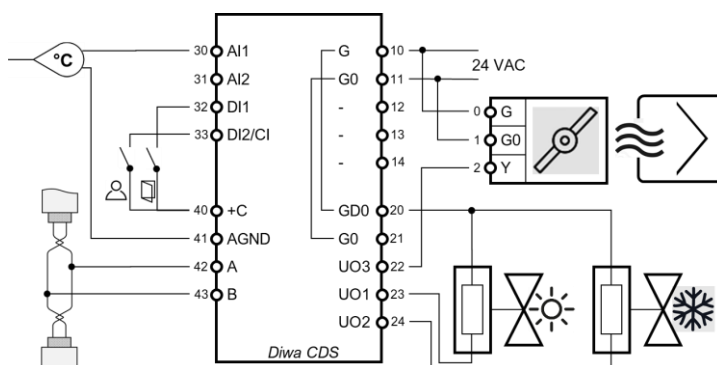 °C
30 AI1
31 AI2
32 DI1
33 DI2/CI
40 +C
41 AGND
42 A
43 B
G 10
G0 11
- 12
- 13
- 14
GD0 20
G0 21
UO3 22
UO1 23
UO2 24
Diwa CDS
24 VAC
0 G
1 G0
2 Y